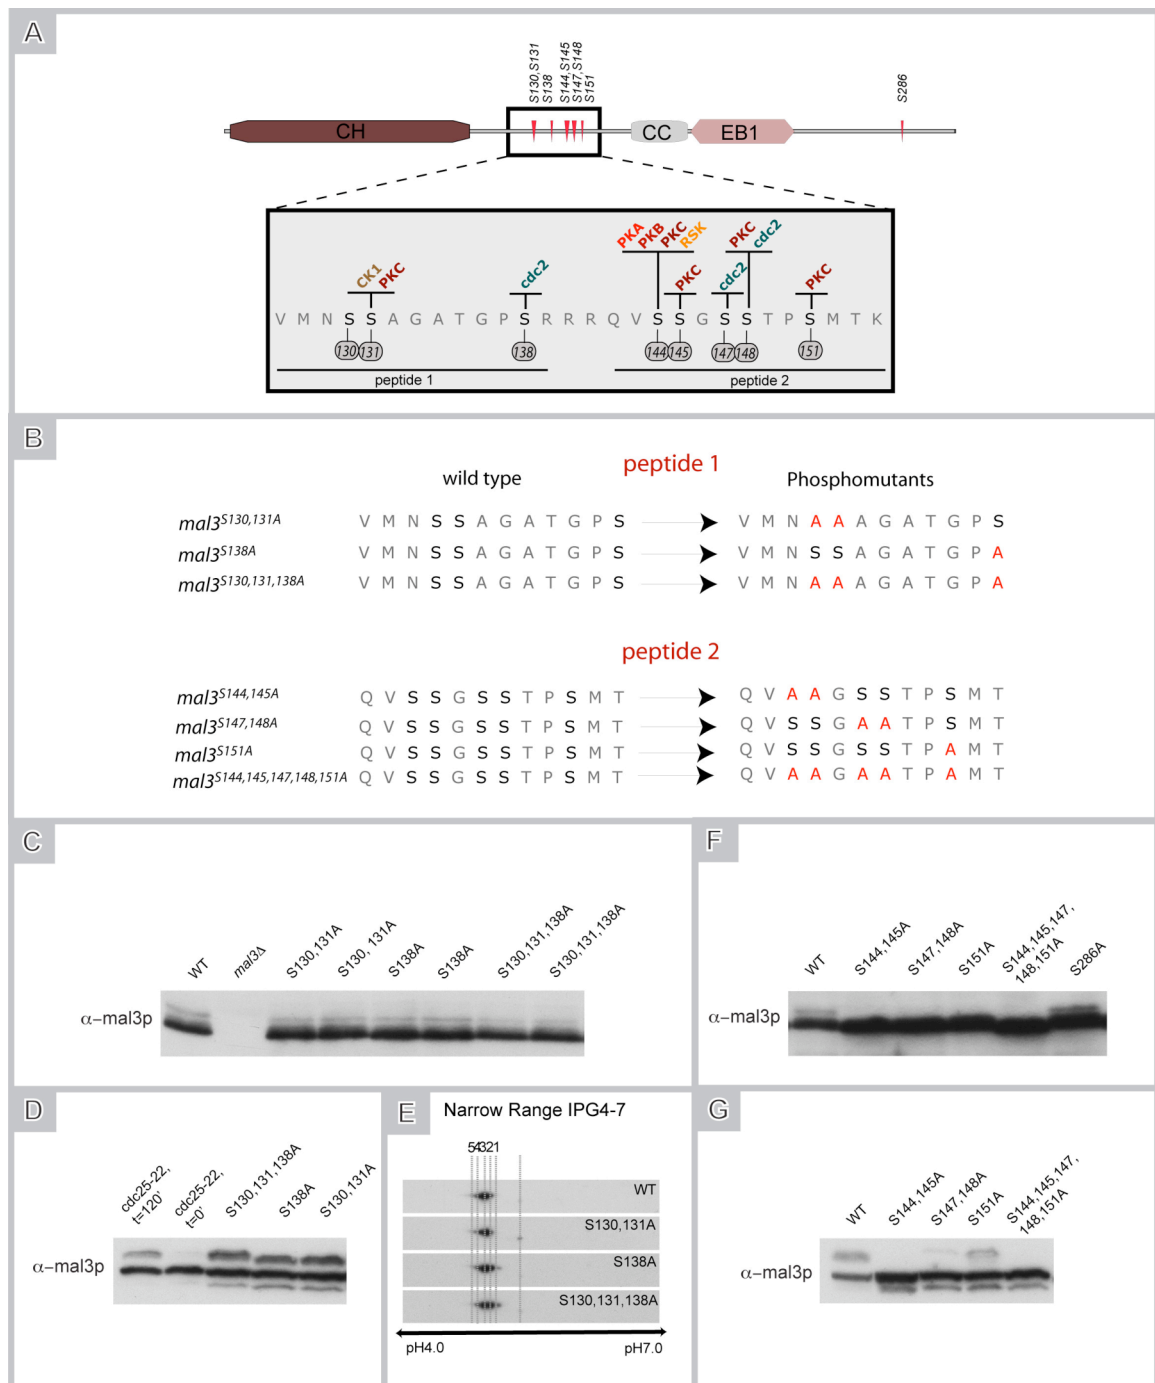 A
S130,S131
S138
S144,S145
S147,S148
S151
S286
CH
CC
EB1
PKA PKB PKC RSK
PKC cdc2
CK1 PKC
cdc2
PKC
cdc2
PKC
V M N S S A G A T G P S R R R Q V S S G S S T P S M T K
130 131 138 144 145 147 148 151
peptide 1 peptide 2
B
peptide 1
wild type Phosphomutants
mal3S130,131A V M N S S A G A T G P S V M N A A A G A T G P S
mal3S138A V M N S S A G A T G P S V M N S S A G A T G P A
mal3S130,131,138A V M N S S A G A T G P S V M N A A A G A T G P A
peptide 2
mal3S144,145A Q V S S G S S T P S M T Q V A A G S S T P S M T
mal3S147,148A Q V S S G S S T P S M T Q V S S G A A T P S M T
mal3S151A Q V S S G S S T P S M T Q V S S G S S T P A M T
mal3S144,145,147,148,151A Q V S S G S S T P S M T Q V A A G A A T P A M T
C
WT
mal3Δ
S130,131A
S130, 131A
S138A
S138A
S130,131,138A
S130,131,138A
α–mal3p
F
WT
S144,145A
S147,148A
S151A
S144,145,147,
148,151A
S286A
α–mal3p
D
cdc25-22,
t=120'
cdc25-22,
t=0'
S130,131,138A
S138A
S130,131A
α–mal3p
E
Narrow Range IPG4-7
54321
WT
S130,131A
S138A
S130,131,138A
pH4.0 pH7.0
G
WT
S144,145A
S147,148A
S151A
S144,145,147,
148,151A
α–mal3p